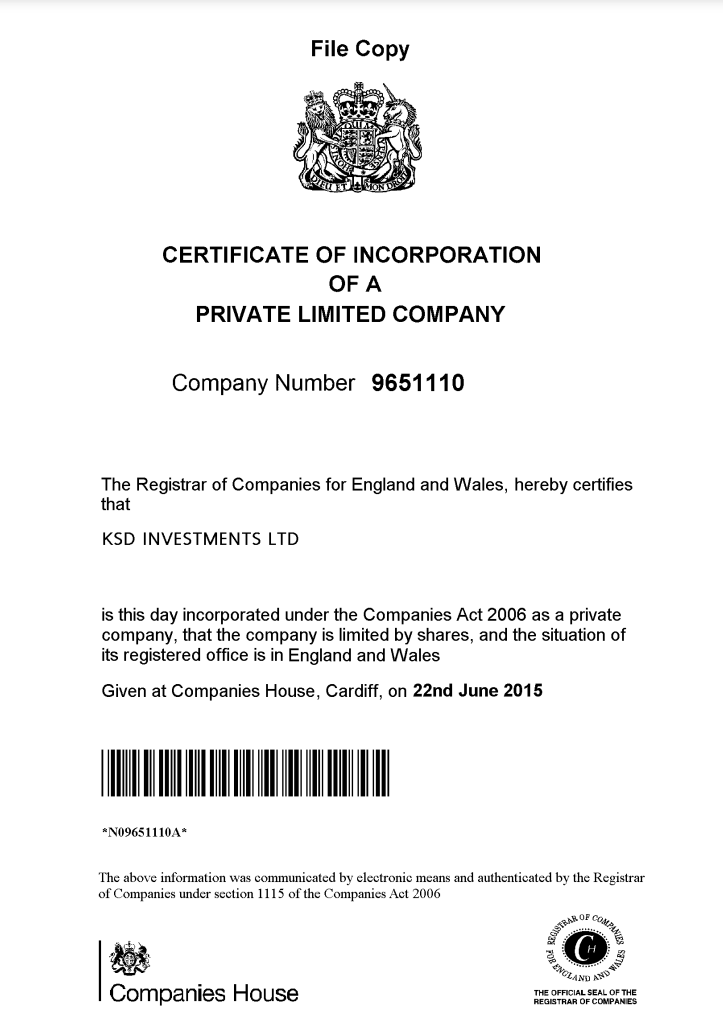 File Copy
DIEU ET MON DROIT
CERTIFICATE OF INCORPORATION
OF A
PRIVATE LIMITED COMPANY
Company Number 9651110
The Registrar of Companies for England and Wales, hereby certifies
that
KSD INVESTMENTS LTD
is this day incorporated under the Companies Act 2006 as a private
company, that the company is limited by shares, and the situation of
its registered office is in England and Wales
Given at Companies House, Cardiff, on 22nd June 2015
*N09651110A*
The above information was communicated by electronic means and authenticated by the Registrar
of Companies under section 1115 of the Companies Act 2006
Companies House
REGISTRAR OF COMPANIES
FOR ENGLAND AND WALES
CH
THE OFFICIAL SEAL OF THE
REGISTRAR OF COMPANIES